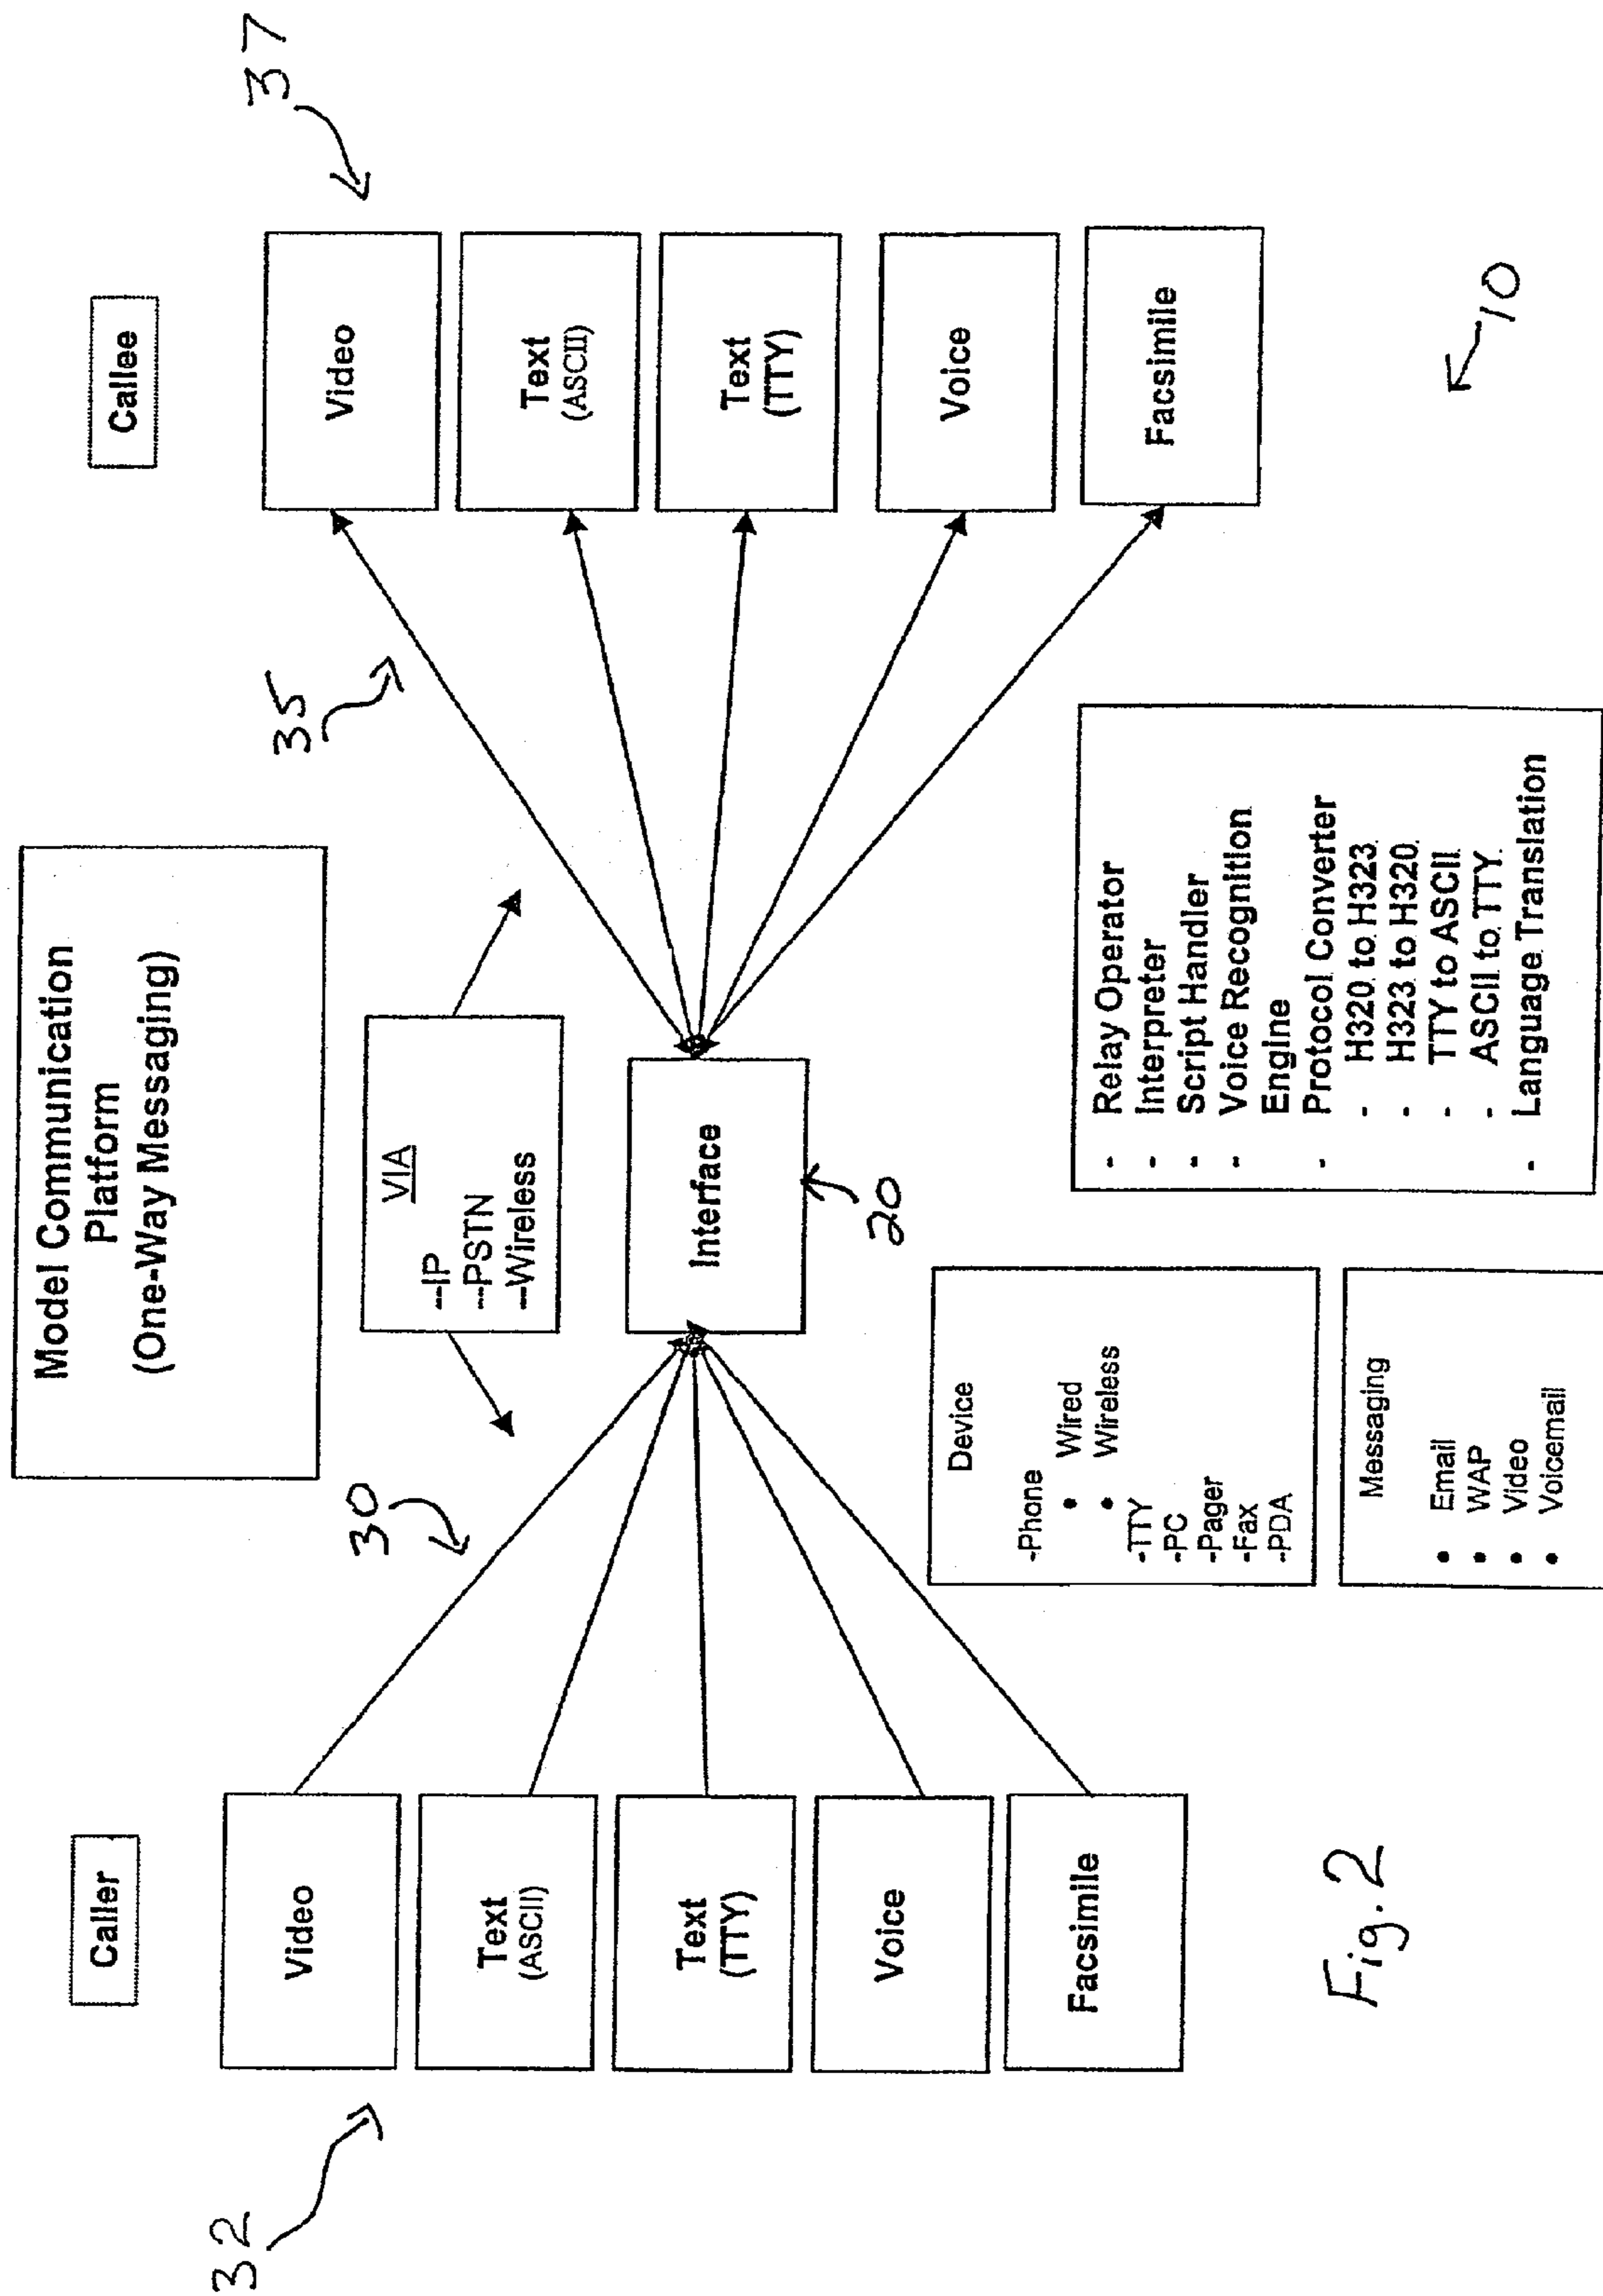 Model Communication
Platform
(One-Way Messaging)
Caller
Callee
32
Video
Text
(ASCII)
Text
(TTY)
Voice
Facsimile
30
VIA
--IP
---PSTN
---Wireless
Interface
20
35
37
Video
Text
(ASCII)
Text
(TTY)
Voice
Facsimile
Device
-Phone
• Wired
• Wireless
-TTY
-PC
-Pager
-Fax
-PDA
Messaging
• Email
• WAP
• Video
• Voicemail
- Relay Operator
- Interpreter
- Script Handler
- Voice Recognition
Engine
- Protocol Converter
- H320 to H323
- H323 to H320
- TTY to ASCII
- ASCII to TTY
- Language Translation
10
Fig. 2